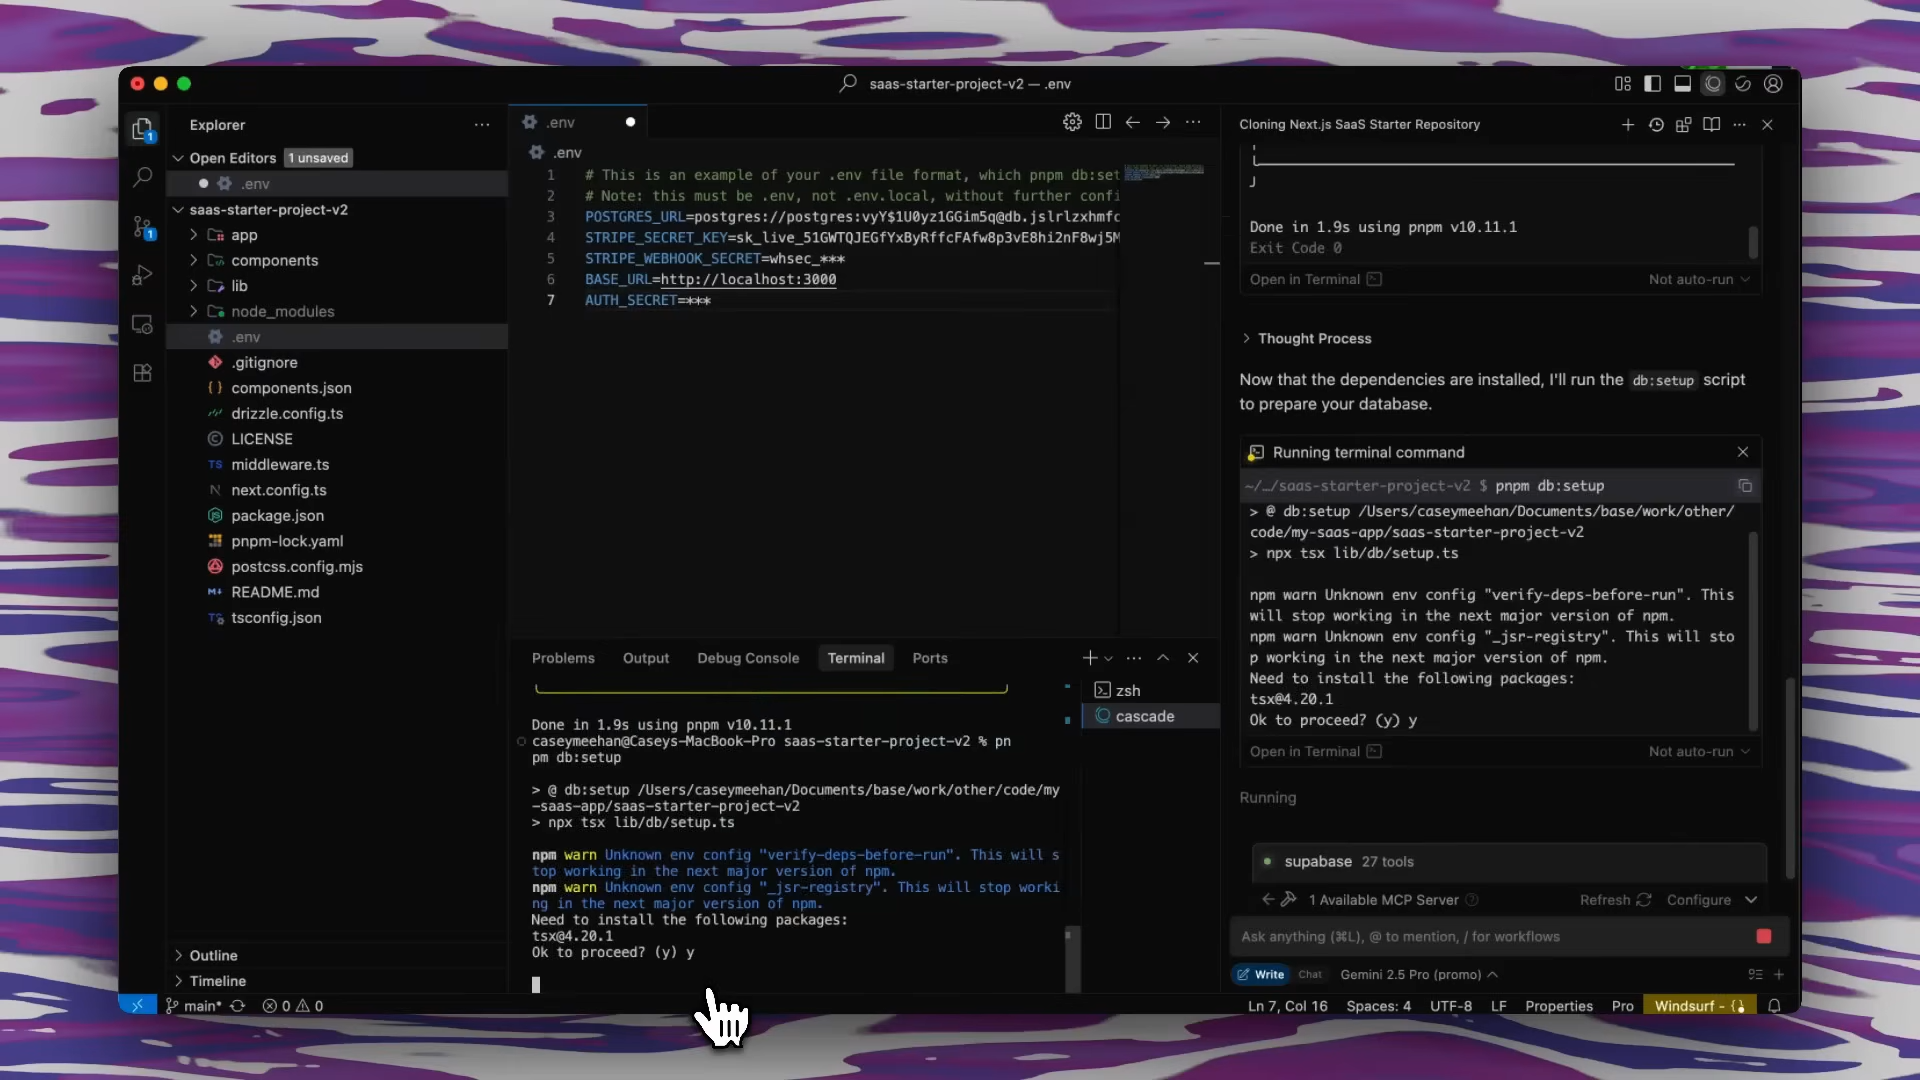 saas-starter-project-v2 — .env
Explorer
Open Editors 1 unsaved
.env
saas-starter-project-v2
app
components
lib
node_modules
.env
.gitignore
components.json
drizzle.config.ts
LICENSE
middleware.ts
next.config.ts
package.json
pnpm-lock.yaml
postcss.config.mjs
README.md
tsconfig.json
Outline
Timeline
.env
.env
1 # This is an example of your .env file format, which pnpm db:set
2 # Note: this must be .env, not .env.local, without further confi
3 POSTGRES_URL=postgres://postgres:vyY$1U0yz1GGim5q@db.jslrlzxhmfc
4 STRIPE_SECRET_KEY=sk_live_51GWTQJEGfYxByRffcFAfw8p3vE8hi2nF8wj5M
5 STRIPE_WEBHOOK_SECRET=whsec_***
6 BASE_URL=http://localhost:3000
7 AUTH_SECRET=***
Problems Output Debug Console Terminal Ports
zsh
cascade
Done in 1.9s using pnpm v10.11.1
caseymeehan@Caseys-MacBook-Pro saas-starter-project-v2 % pn
pm db:setup
> @ db:setup /Users/caseymeehan/Documents/base/work/other/code/my
-saas-app/saas-starter-project-v2
> npx tsx lib/db/setup.ts
npm warn Unknown env config "verify-deps-before-run". This will s
top working in the next major version of npm.
npm warn Unknown env config "_jsr-registry". This will stop worki
ng in the next major version of npm.
Need to install the following packages:
tsx@4.20.1
Ok to proceed? (y) y
Cloning Next.js SaaS Starter Repository
Done in 1.9s using pnpm v10.11.1
Exit Code 0
Open in Terminal Not auto-run
Thought Process
Now that the dependencies are installed, I'll run the db:setup script
to prepare your database.
Running terminal command
~/…/saas-starter-project-v2 $ pnpm db:setup
> @ db:setup /Users/caseymeehan/Documents/base/work/other/
code/my-saas-app/saas-starter-project-v2
> npx tsx lib/db/setup.ts
npm warn Unknown env config "verify-deps-before-run". This
will stop working in the next major version of npm.
npm warn Unknown env config "_jsr-registry". This will sto
p working in the next major version of npm.
Need to install the following packages:
tsx@4.20.1
Ok to proceed? (y) y
Open in Terminal Not auto-run
Running
supabase 27 tools
1 Available MCP Server Refresh Configure
Ask anything (⌘L), @ to mention, / for workflows
Write Chat Gemini 2.5 Pro (promo)
main* 0 0 Ln 7, Col 16 Spaces: 4 UTF-8 LF Properties Pro Windsurf - {}